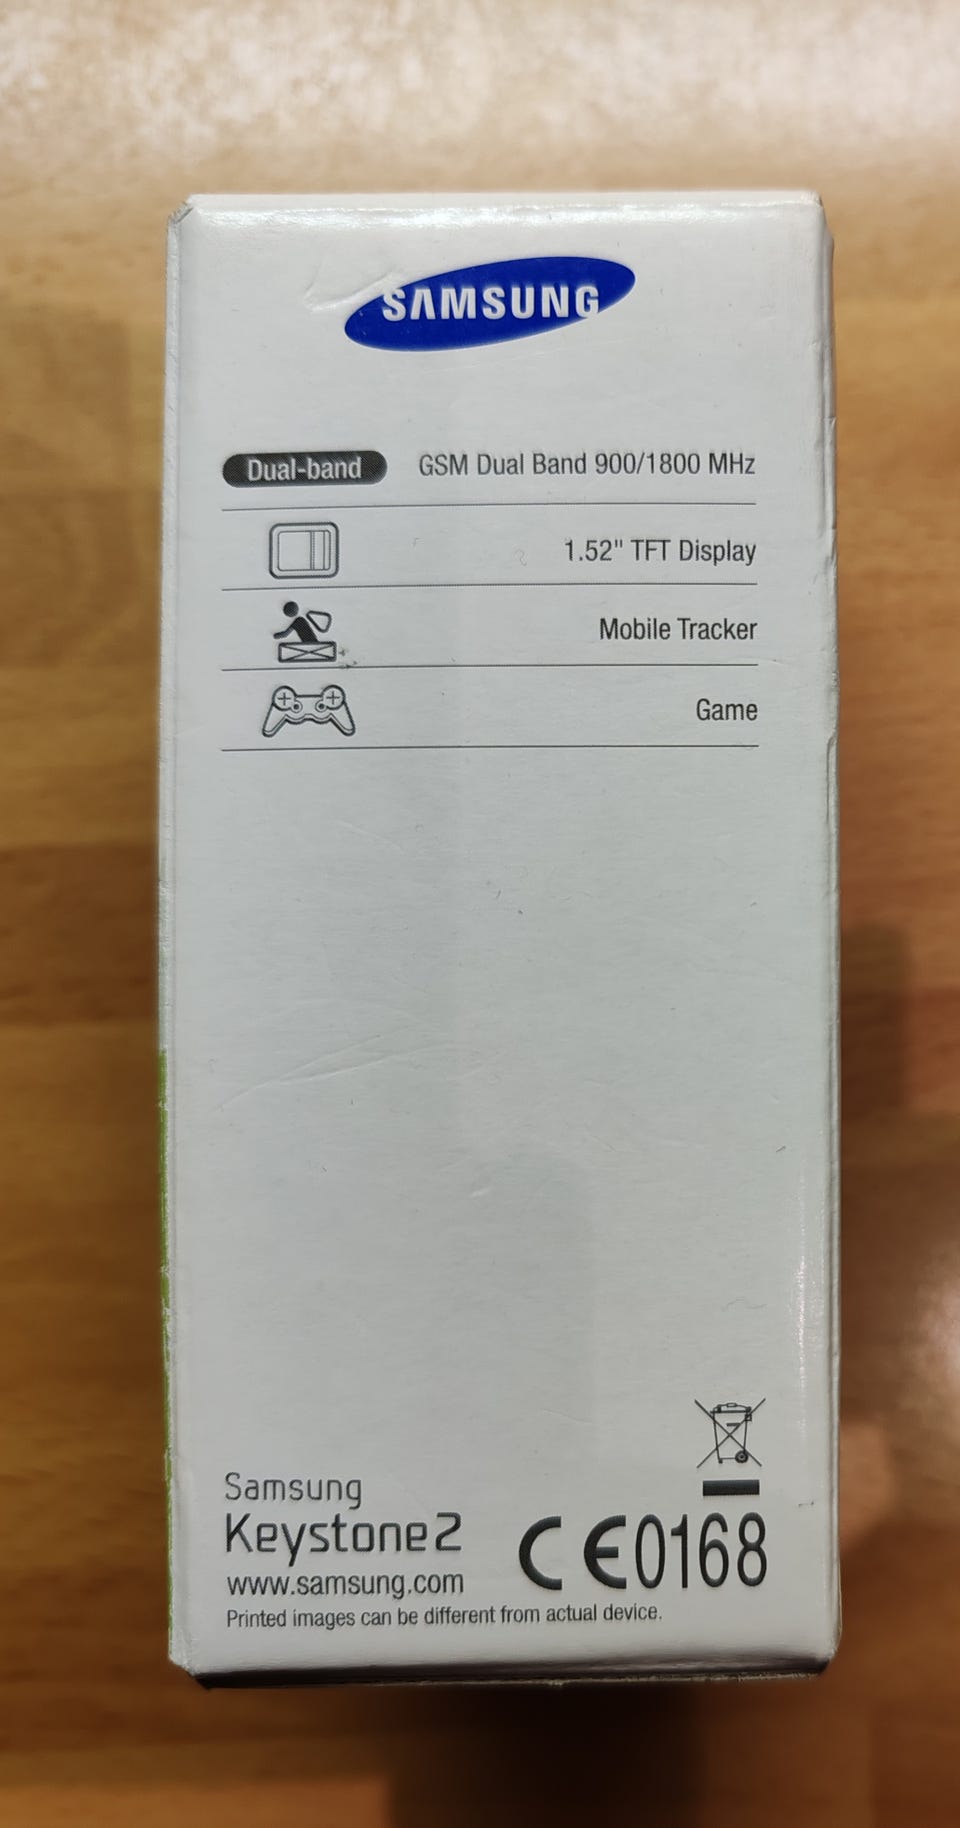 SAMSUNG
Dual-band GSM Dual Band 900/1800 MHz
1.52" TFT Display
Mobile Tracker
Game
Samsung
Keystone2
CE0168
www.samsung.com
Printed images can be different from actual device.